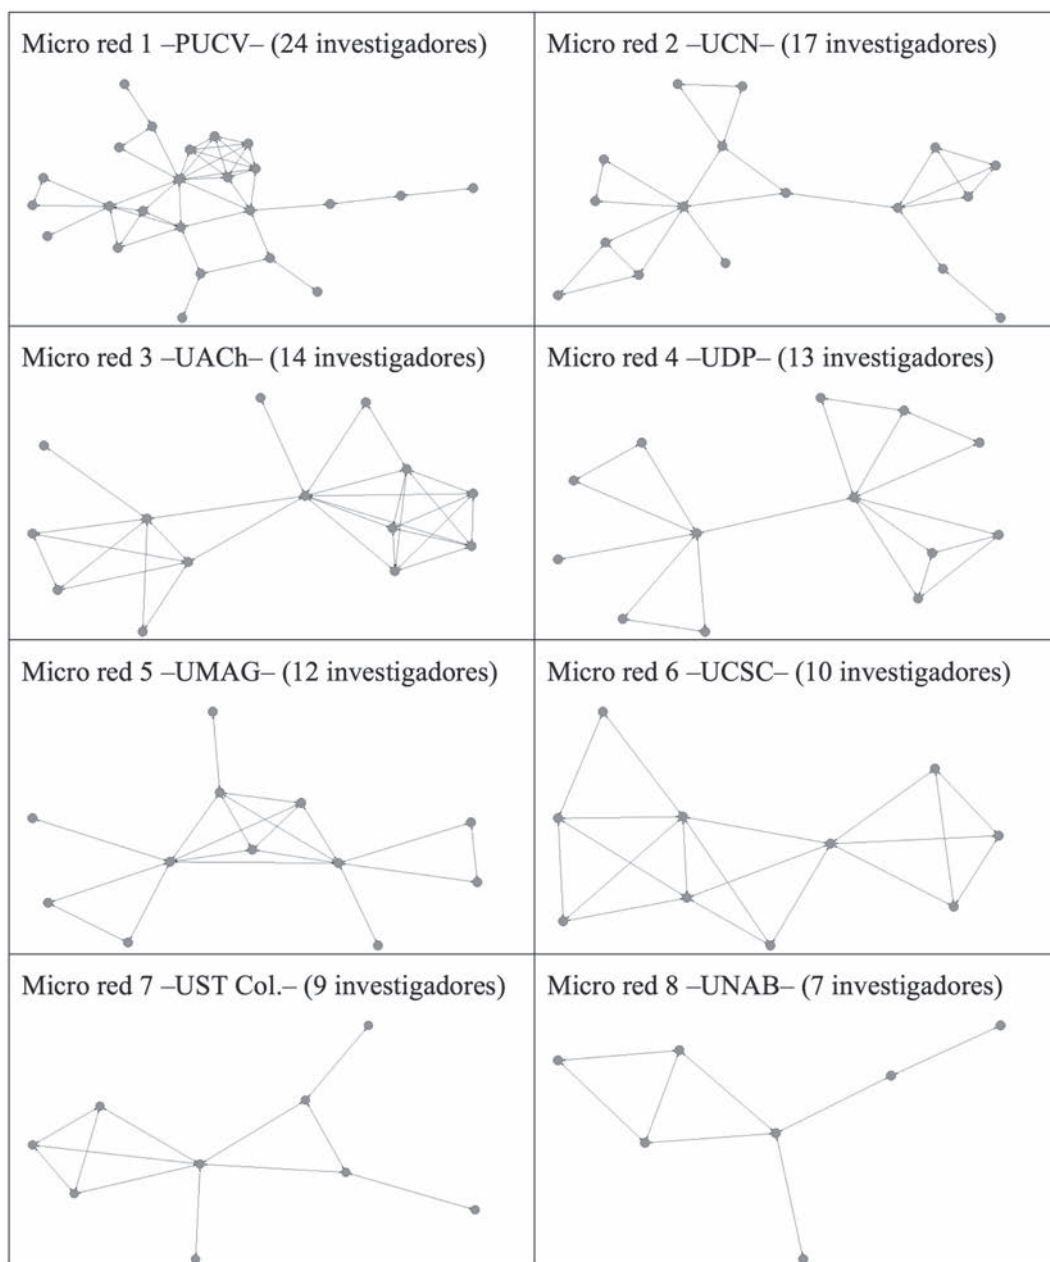 Micro red 1 –PUCV– (24 investigadores)
Micro red 2 –UCN– (17 investigadores)
Micro red 3 –UACh– (14 investigadores)
Micro red 4 –UDP– (13 investigadores)
Micro red 5 –UMAG– (12 investigadores)
Micro red 6 –UCSC– (10 investigadores)
Micro red 7 –UST Col.– (9 investigadores)
Micro red 8 –UNAB– (7 investigadores)